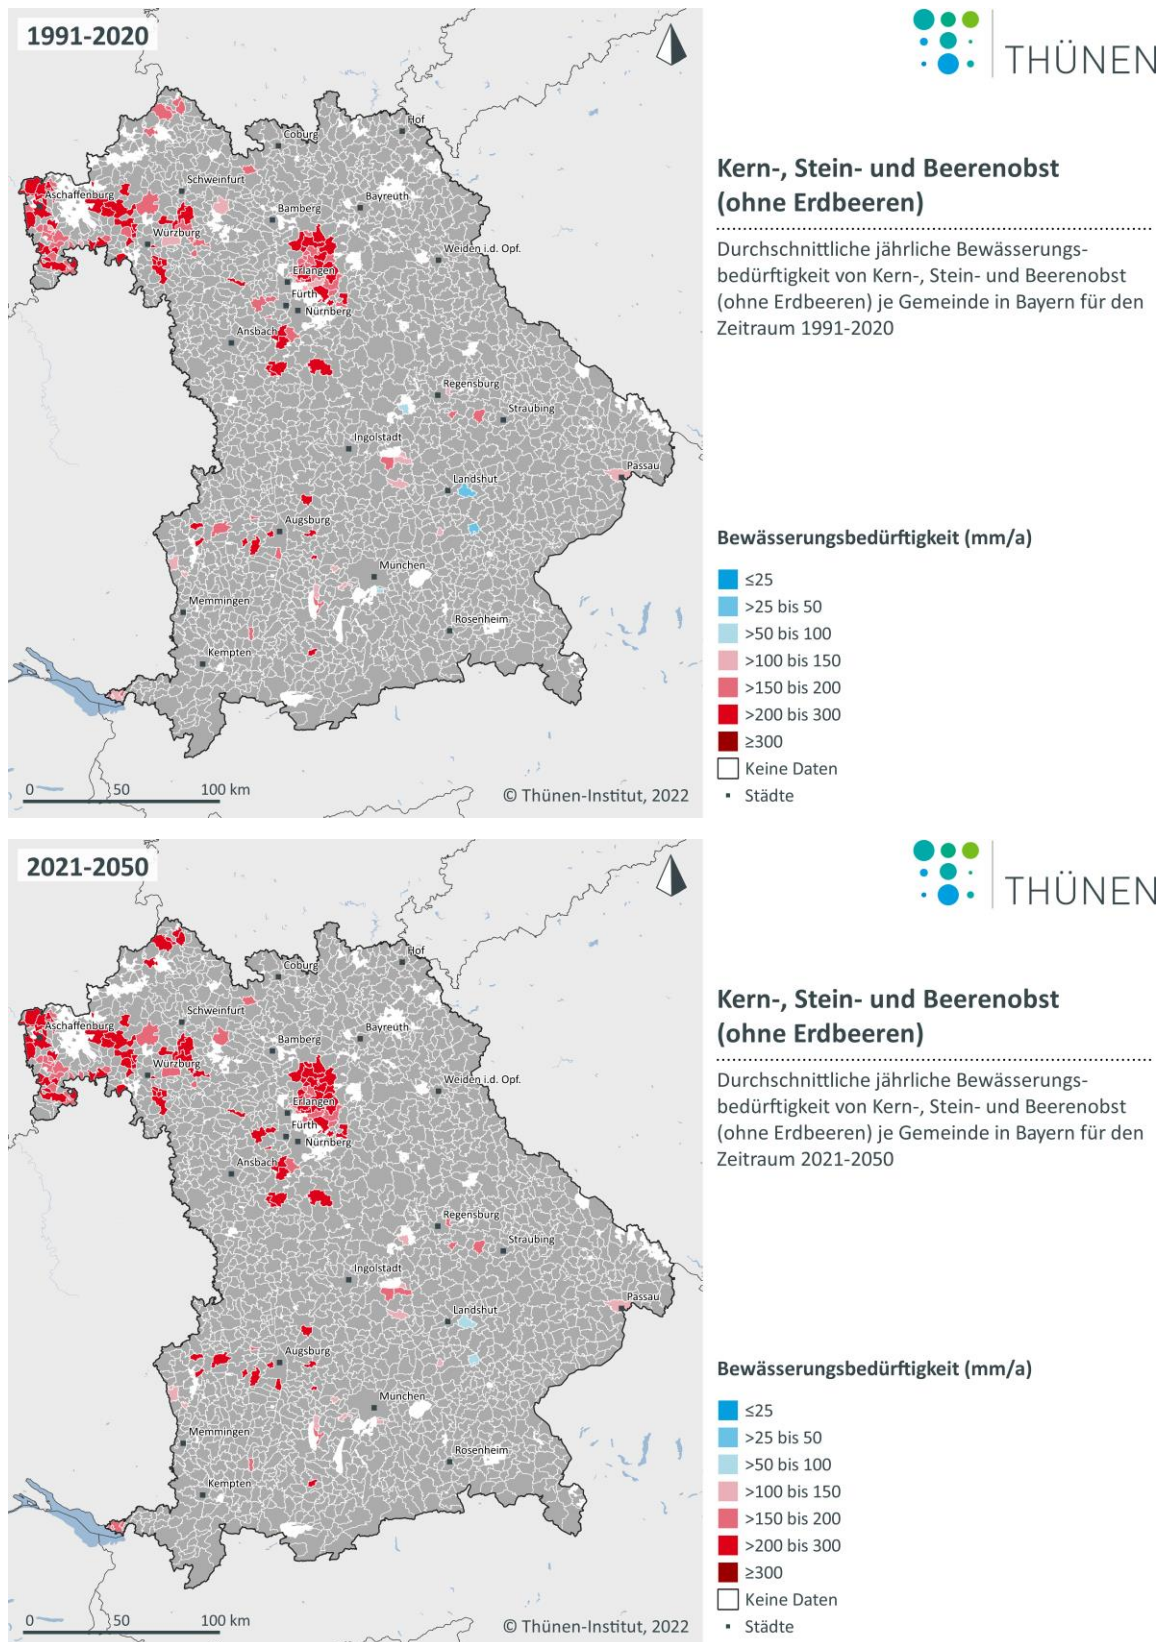 1991-2020
THÜNEN
Kern-, Stein- und Beerenobst
(ohne Erdbeeren)
Durchschnittliche jährliche Bewässerungs-
bedürftigkeit von Kern-, Stein- und Beerenobst
(ohne Erdbeeren) je Gemeinde in Bayern für den
Zeitraum 1991-2020
Hof
Coburg
Schweinfurt
Aschaffenburg
Bayreuth
Bamberg
Würzburg
Weiden i.d. Opf.
Erlangen
Fürth
Nürnberg
Ansbach
Regensburg
Straubing
Ingolstadt
Passau
Landshut
Augsburg
München
Memmingen
Rosenheim
Kempten
Bewässerungsbedürftigkeit (mm/a)
≤25
>25 bis 50
>50 bis 100
>100 bis 150
>150 bis 200
>200 bis 300
≥300
Keine Daten
Städte
0 50 100 km
© Thünen-Institut, 2022
2021-2050
THÜNEN
Kern-, Stein- und Beerenobst
(ohne Erdbeeren)
Durchschnittliche jährliche Bewässerungs-
bedürftigkeit von Kern-, Stein- und Beerenobst
(ohne Erdbeeren) je Gemeinde in Bayern für den
Zeitraum 2021-2050
Hof
Coburg
Schweinfurt
Aschaffenburg
Bayreuth
Bamberg
Würzburg
Weiden i.d. Opf.
Erlangen
Fürth
Nürnberg
Ansbach
Regensburg
Straubing
Ingolstadt
Passau
Landshut
Augsburg
München
Memmingen
Rosenheim
Kempten
Bewässerungsbedürftigkeit (mm/a)
≤25
>25 bis 50
>50 bis 100
>100 bis 150
>150 bis 200
>200 bis 300
≥300
Keine Daten
Städte
0 50 100 km
© Thünen-Institut, 2022